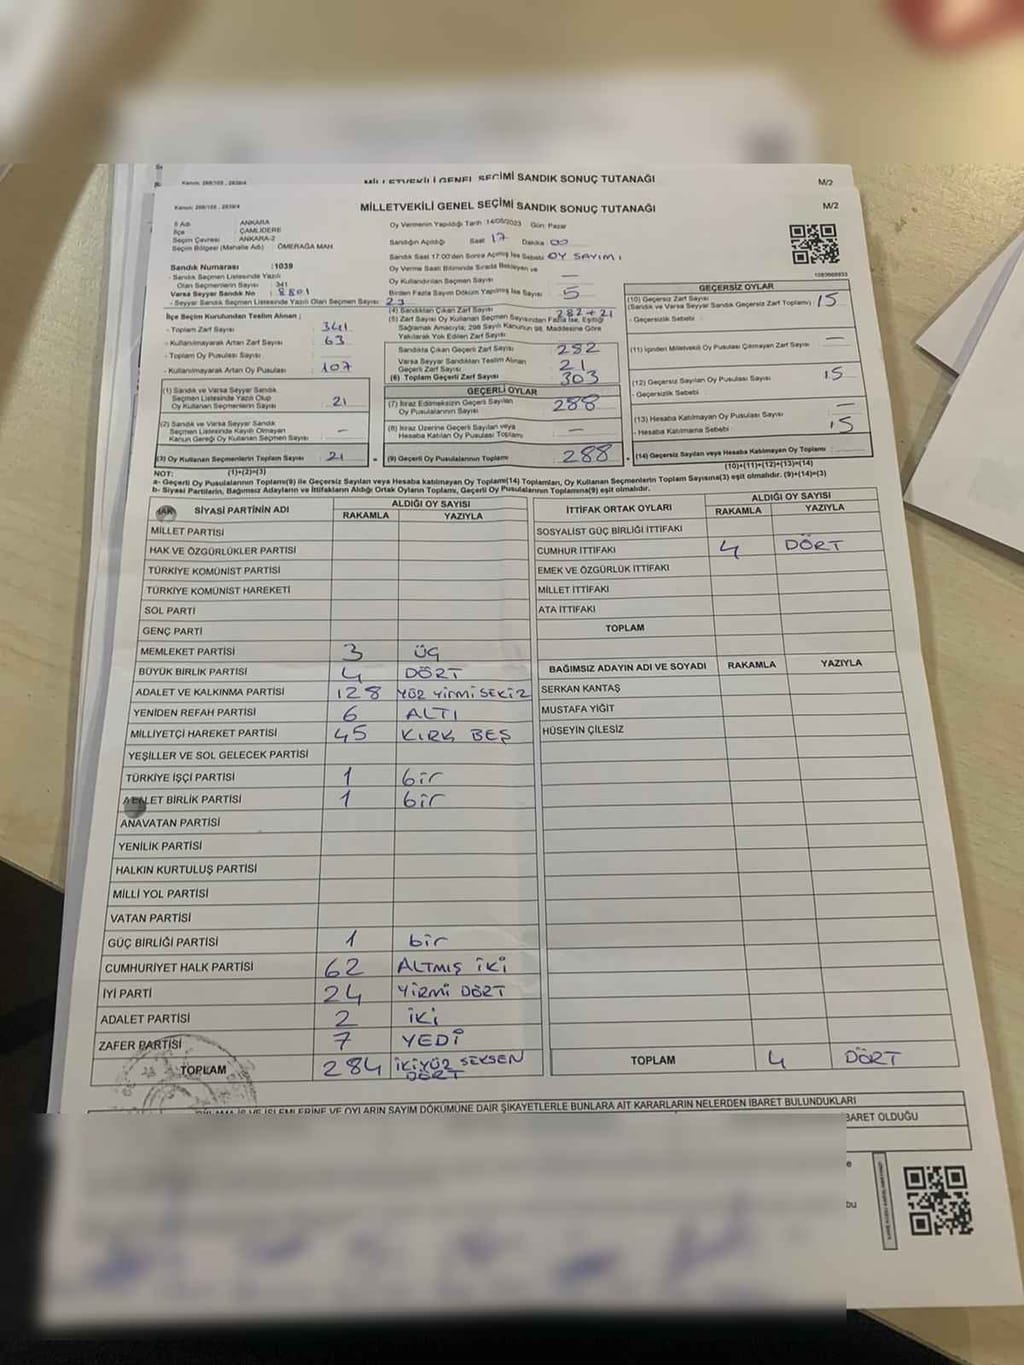 MİLLETVEKİLİ GENEL SEÇİMİ SANDIK SONUÇ TUTANAĞI
M/2
MİLLETVEKİLİ GENEL SEÇİMİ SANDIK SONUÇ TUTANAĞI
M/2
İl Adı : ANKARA
İlçe : ÇAMLIDERE
Seçim Çevresi : ANKARA-2
Seçim Bölgesi (Mahalle Adı) : ÖMERAĞA MAH.
Sandık Numarası : 1039
- Sandık Seçmen Listesinde Yazılı
Olan Seçmenlerin Sayısı : 341
Varsa Seyyar Sandık No : 8801
- Seyyar Sandık Seçmen Listesinde Yazılı Olan Seçmen Sayısı : 23
İlçe Seçim Kurulundan Teslim Alınan ;
- Toplam Zarf Sayısı : 341
- Kullanılmayarak Artan Zarf Sayısı : 63
- Toplam Oy Pusulası Sayısı :
- Kullanılmayarak Artan Oy Pusulası : 107
(1) Sandık ve Varsa Seyyar Sandık
Seçmen Listesinde Yazılı Olup
Oy Kullanan Seçmenlerin Sayısı : 21
(2) Sandık ve Varsa Seyyar Sandık
Seçmen Listesinde Kayıtlı Olmayan
Kanun Gereği Oy Kullanan Seçmen Sayısı : -
(3) Oy Kullanan Seçmenlerin Toplam Sayısı : 21
(1)+(2)=(3)
Oy Vermenin Yapıldığı Tarih :14/05/2023 Gün: Pazar
Sandığın Açıldığı Saat 17 Dakika 00
Sandık Saat 17:00'den Sonra Açılmış İse Sebebi OY SAYIMI
Oy Verme Saati Bitiminde Sırada Bekleyen ve
Oy Kullandırılan Seçmen Sayısı —
Birden Fazla Sayım Döküm Yapılmış İse Sayısı : 5
(4) Sandıktan Çıkan Zarf Sayısı : 282+21
(5) Zarf Sayısı Oy Kullanan Seçmen Sayısından Fazla İse, Eşitliği
Sağlamak Amacıyla; 298 Sayılı Kanunun 98. Maddesine Göre
Yakılarak Yok Edilen Zarf Sayısı :
Sandıkta Çıkan Geçerli Zarf Sayısı : 282
Varsa Seyyar Sandıktan Teslim Alınan
Geçerli Zarf Sayısı : 21
(6) Toplam Geçerli Zarf Sayısı : 303
GEÇERLİ OYLAR
(7) İtiraz Edilmeksizin Geçerli Sayılan
Oy Pusulalarının Sayısı : 288
(8) İtiraz Üzerine Geçerli Sayılan veya
Hesaba Katılan Oy Pusulası Toplamı : —
(9) Geçerli Oy Pusulalarının Toplamı : 288
GEÇERSİZ OYLAR
(10) Geçersiz Zarf Sayısı
(Sandık ve Varsa Seyyar Sandık Geçersiz Zarf Toplamı) : 15
- Geçersizlik Sebebi :
(11) İçinden Milletvekili Oy Pusulası Çıkmayan Zarf Sayısı : —
(12) Geçersiz Sayılan Oy Pusulası Sayısı : 15
- Geçersizlik Sebebi :
(13) Hesaba Katılmayan Oy Pusulası Sayısı : —
- Hesaba Katılmama Sebebi : 15
(14) Geçersiz Sayılan veya Hesaba Katılmayan Oy Toplamı :
(10)+(11)+(12)+(13)=(14)
NOT:
a- Geçerli Oy Pusulalarının Toplamı(9) ile Geçersiz Sayılan veya Hesaba Katılmayan Oy Toplamı(14) Toplamları, Oy Kullanan Seçmenlerin Toplam Sayısına(3) eşit olmalıdır. (9)+(14)=(3)
b- Siyasi Partilerin, Bağımsız Adayların ve İttifakların Aldığı Ortak Oyların Toplamı, Geçerli Oy Pusulalarının Toplamına(9) eşit olmalıdır.
SİYASİ PARTİNİN ADI ALDIĞI OY SAYISI
RAKAMLA YAZIYLA
MİLLET PARTİSİ
HAK VE ÖZGÜRLÜKLER PARTİSİ
TÜRKİYE KOMÜNİST PARTİSİ
TÜRKİYE KOMÜNİST HAREKETİ
SOL PARTİ
GENÇ PARTİ
MEMLEKET PARTİSİ 3 ÜÇ
BÜYÜK BİRLİK PARTİSİ 4 DÖRT
ADALET VE KALKINMA PARTİSİ 128 YÜZ YİRMİ SEKİZ
YENİDEN REFAH PARTİSİ 6 ALTI
MİLLİYETÇİ HAREKET PARTİSİ 45 KIRK BEŞ
YEŞİLLER VE SOL GELECEK PARTİSİ
TÜRKİYE İŞÇİ PARTİSİ 1 bir
ADALET BİRLİK PARTİSİ 1 bir
ANAVATAN PARTİSİ
YENİLİK PARTİSİ
HALKIN KURTULUŞ PARTİSİ
MİLLİ YOL PARTİSİ
VATAN PARTİSİ
GÜÇ BİRLİĞİ PARTİSİ 1 bir
CUMHURİYET HALK PARTİSİ 62 ALTMIŞ İKİ
İYİ PARTİ 24 YİRMİ DÖRT
ADALET PARTİSİ 2 İKİ
ZAFER PARTİSİ 7 YEDİ
TOPLAM 284 İKİYÜZ SEKSEN
DÖRT
İTTİFAK ORTAK OYLARI ALDIĞI OY SAYISI
RAKAMLA YAZIYLA
SOSYALİST GÜÇ BİRLİĞİ İTTİFAKI
CUMHUR İTTİFAKI 4 DÖRT
EMEK VE ÖZGÜRLÜK İTTİFAKI
MİLLET İTTİFAKI
ATA İTTİFAKI
TOPLAM
BAĞIMSIZ ADAYIN ADI VE SOYADI RAKAMLA YAZIYLA
SERKAN KANTAŞ
MUSTAFA YİĞİT
HÜSEYİN ÇİLESİZ
TOPLAM 4 DÖRT
İŞLEMLERİNE VE OYLARIN SAYIM DÖKÜMÜNE DAİR ŞİKAYETLERLE BUNLARA AİT KARARLARIN NELERDEN İBARET BULUNDUKLARI
İBARET OLDUĞU